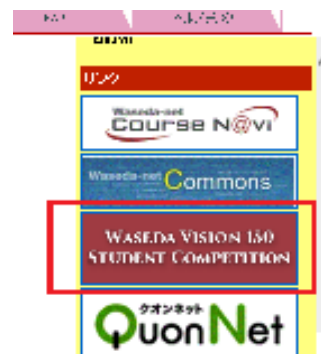 リンク
Waseda-net
Course N@vi
Waseda-net Commons
WASEDA VISION 150
STUDENT COMPETITION
クオンネット
QuonNet